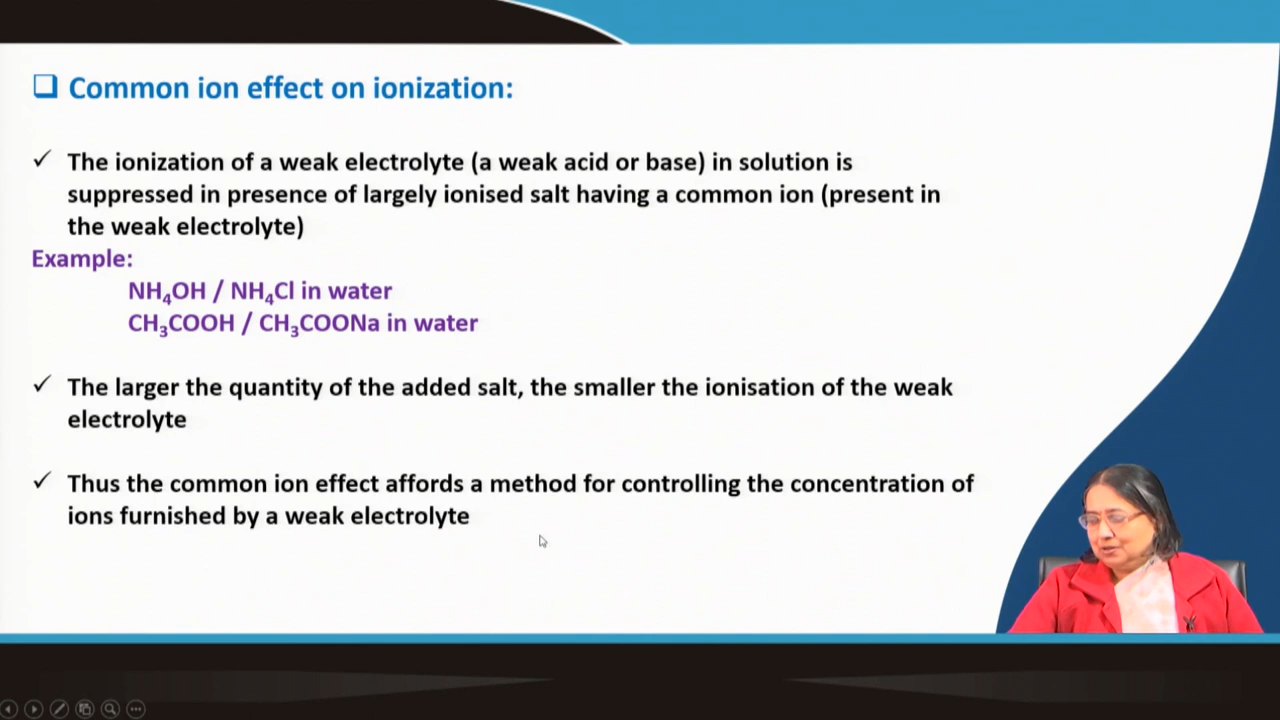 Common ion effect on ionization:
✓ The ionization of a weak electrolyte (a weak acid or base) in solution is
suppressed in presence of largely ionised salt having a common ion (present in
the weak electrolyte)
Example:
NH₄OH / NH₄Cl in water
CH₃COOH / CH₃COONa in water
✓ The larger the quantity of the added salt, the smaller the ionisation of the weak
electrolyte
✓ Thus the common ion effect affords a method for controlling the concentration of
ions furnished by a weak electrolyte